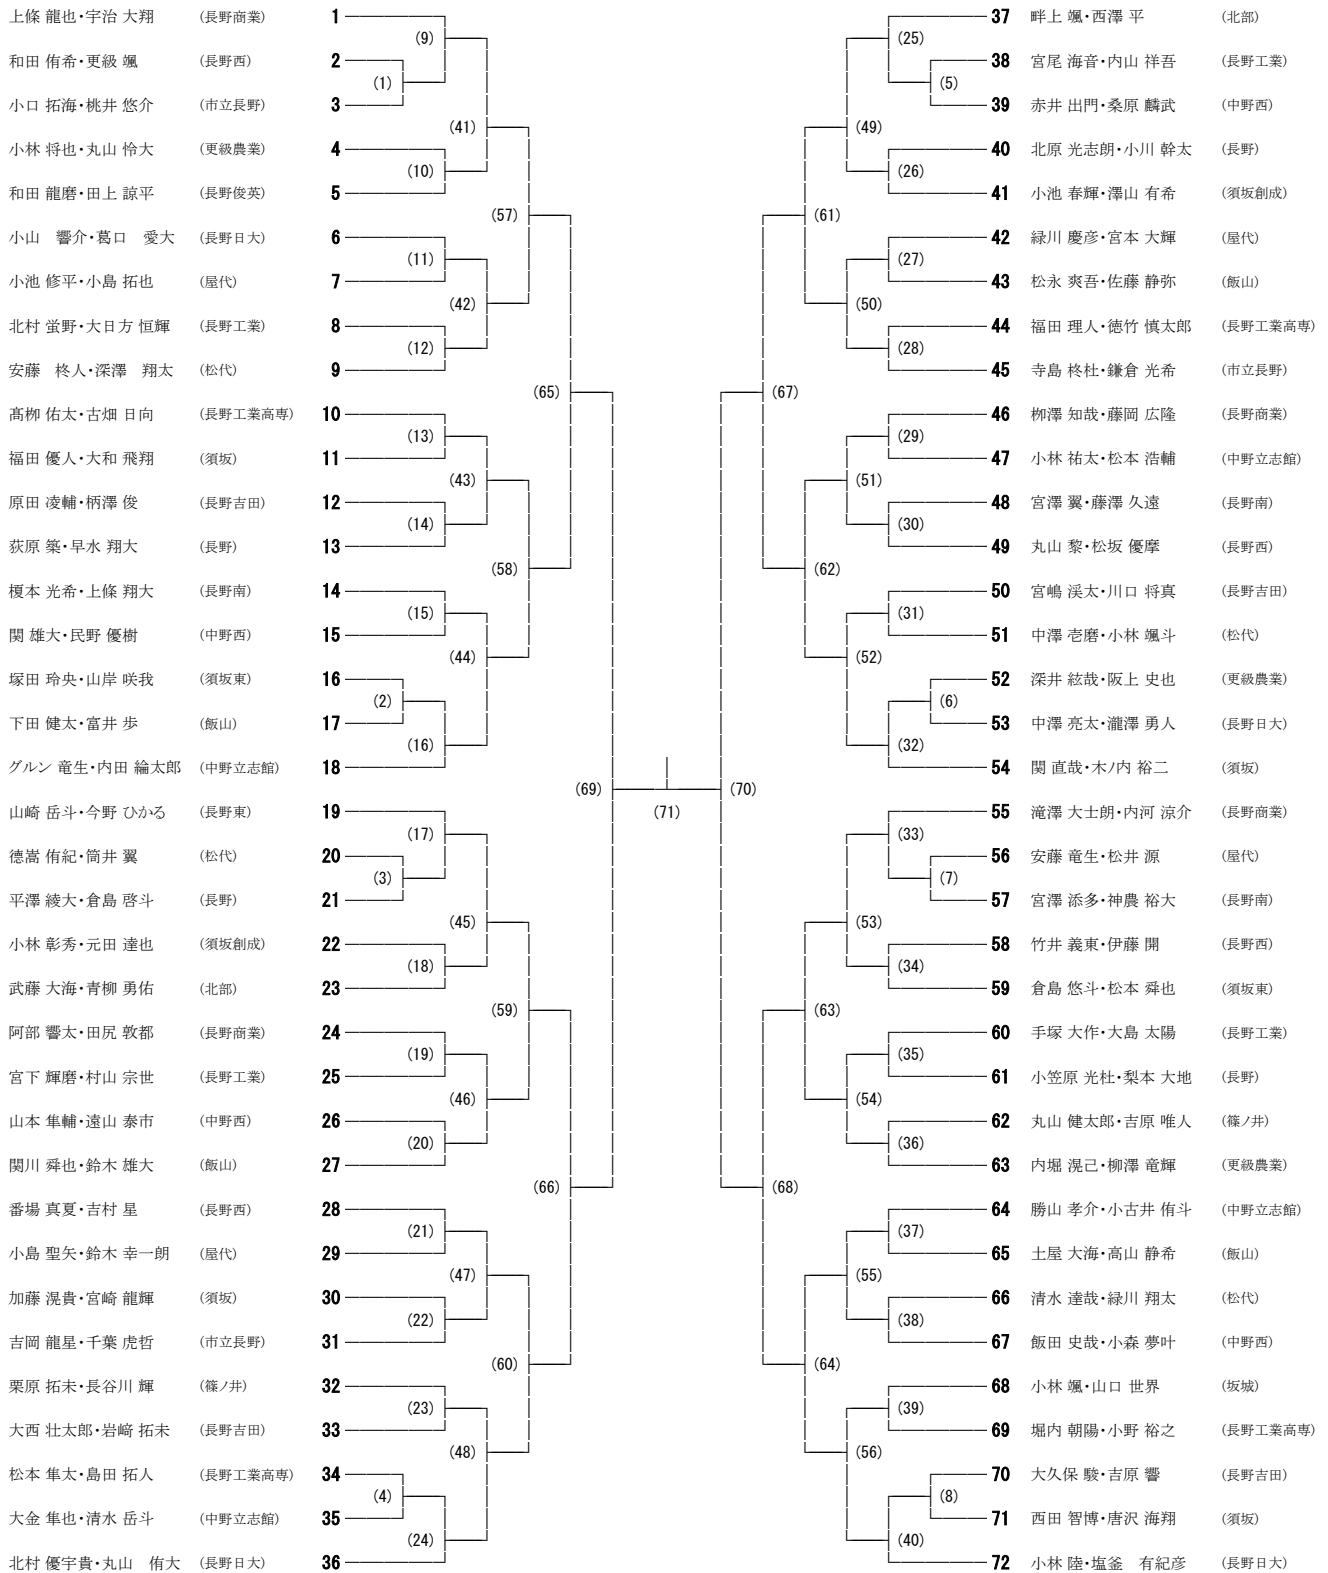 上條 龍也・宇治 大翔 (長野商業) 1
和田 侑希・更級 颯 (長野西) 2
小口 拓海・桃井 悠介 (市立長野) 3
小林 将也・丸山 怜大 (更級農業) 4
和田 龍磨・田上 諒平 (長野俊英) 5
小山　響介・葛口　愛大 (長野日大) 6
小池 修平・小島 拓也 (屋代) 7
北村 蛍野・大日方 恒輝 (長野工業) 8
安藤　柊人・深澤　翔太 (松代) 9
髙栁 佑太・古畑 日向 (長野工業高専) 10
福田 優人・大和 飛翔 (須坂) 11
原田 凌輔・柄澤 俊 (長野吉田) 12
荻原 築・早水 翔大 (長野) 13
榎本 光希・上條 翔大 (長野南) 14
関 雄大・民野 優樹 (中野西) 15
塚田 玲央・山岸 咲我 (須坂東) 16
下田 健太・富井 歩 (飯山) 17
グルン 竜生・内田 綸太郎 (中野立志館) 18
山崎 岳斗・今野 ひかる (長野東) 19
徳嵩 侑紀・筒井 翼 (松代) 20
平澤 綾大・倉島 啓斗 (長野) 21
小林 彰秀・元田 達也 (須坂創成) 22
武藤 大海・青柳 勇佑 (北部) 23
阿部 響太・田尻 敦都 (長野商業) 24
宮下 輝磨・村山 宗世 (長野工業) 25
山本 隼輔・遠山 泰市 (中野西) 26
関川 舜也・鈴木 雄大 (飯山) 27
番場 真夏・吉村 星 (長野西) 28
小島 聖矢・鈴木 幸一朗 (屋代) 29
加藤 滉貴・宮崎 龍輝 (須坂) 30
吉岡 龍星・千葉 虎哲 (市立長野) 31
栗原 拓未・長谷川 輝 (篠ノ井) 32
大西 壮太郎・岩﨑 拓未 (長野吉田) 33
松本 隼太・島田 拓人 (長野工業高専) 34
大金 隼也・清水 岳斗 (中野立志館) 35
北村 優宇貴・丸山　侑大 (長野日大) 36
(1)
(2)
(3)
(4)
(9)
(10)
(11)
(12)
(13)
(14)
(15)
(16)
(17)
(18)
(19)
(20)
(21)
(22)
(23)
(24)
(41)
(42)
(43)
(44)
(45)
(46)
(47)
(48)
(57)
(58)
(59)
(60)
(65)
(66)
(69)
(71)
(70)
(67)
(68)
(61)
(62)
(63)
(64)
(49)
(50)
(51)
(52)
(53)
(54)
(55)
(56)
(25)
(26)
(27)
(28)
(29)
(30)
(31)
(32)
(33)
(34)
(35)
(36)
(37)
(38)
(39)
(40)
(5)
(6)
(7)
(8)
37 畔上 颯・西澤 平 (北部)
38 宮尾 海音・内山 祥吾 (長野工業)
39 赤井 出門・桑原 麟武 (中野西)
40 北原 光志朗・小川 幹太 (長野)
41 小池 春輝・澤山 有希 (須坂創成)
42 緑川 慶彦・宮本 大輝 (屋代)
43 松永 爽吾・佐藤 静弥 (飯山)
44 福田 理人・徳竹 慎太郎 (長野工業高専)
45 寺島 柊杜・鎌倉 光希 (市立長野)
46 栁澤 知哉・藤岡 広隆 (長野商業)
47 小林 祐太・松本 浩輔 (中野立志館)
48 宮澤 翼・藤澤 久遠 (長野南)
49 丸山 黎・松坂 優摩 (長野西)
50 宮嶋 渓太・川口 将真 (長野吉田)
51 中澤 壱磨・小林 颯斗 (松代)
52 深井 絃哉・阪上 史也 (更級農業)
53 中澤 亮太・瀧澤 勇人 (長野日大)
54 関 直哉・木ノ内 裕二 (須坂)
55 滝澤 大士朗・内河 涼介 (長野商業)
56 安藤 竜生・松井 源 (屋代)
57 宮澤 添多・神農 裕大 (長野南)
58 竹井 義東・伊藤 開 (長野西)
59 倉島 悠斗・松本 舜也 (須坂東)
60 手塚 大作・大島 太陽 (長野工業)
61 小笠原 光杜・梨本 大地 (長野)
62 丸山 健太郎・吉原 唯人 (篠ノ井)
63 内堀 滉己・柳澤 竜輝 (更級農業)
64 勝山 孝介・小古井 侑斗 (中野立志館)
65 土屋 大海・高山 静希 (飯山)
66 清水 達哉・緑川 翔太 (松代)
67 飯田 史哉・小森 夢叶 (中野西)
68 小林 颯・山口 世界 (坂城)
69 堀内 朝陽・小野 裕之 (長野工業高専)
70 大久保 駿・吉原 響 (長野吉田)
71 西田 智博・唐沢 海翔 (須坂)
72 小林 陸・塩釜　有紀彦 (長野日大)